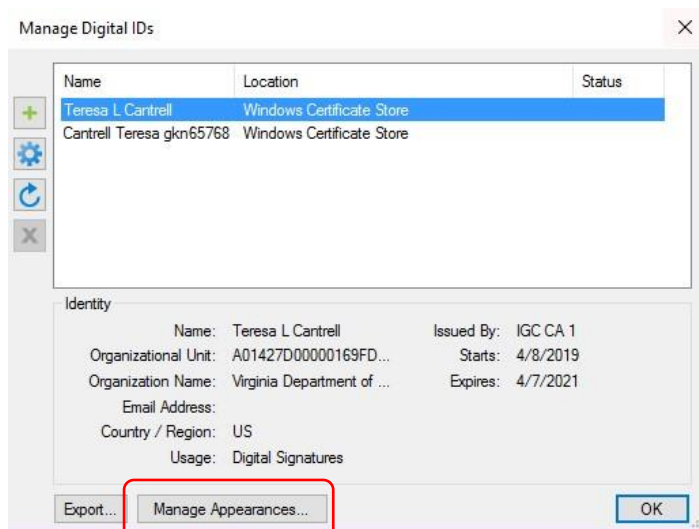 Manage Digital IDs
Name Location Status
Teresa L Cantrell Windows Certificate Store
Cantrell Teresa gkn65768 Windows Certificate Store
Identity
Name: Teresa L Cantrell Issued By: IGC CA 1
Organizational Unit: A01427D00000169FD... Starts: 4/8/2019
Organization Name: Virginia Department of ... Expires: 4/7/2021
Email Address:
Country / Region: US
Usage: Digital Signatures
Export... Manage Appearances... OK